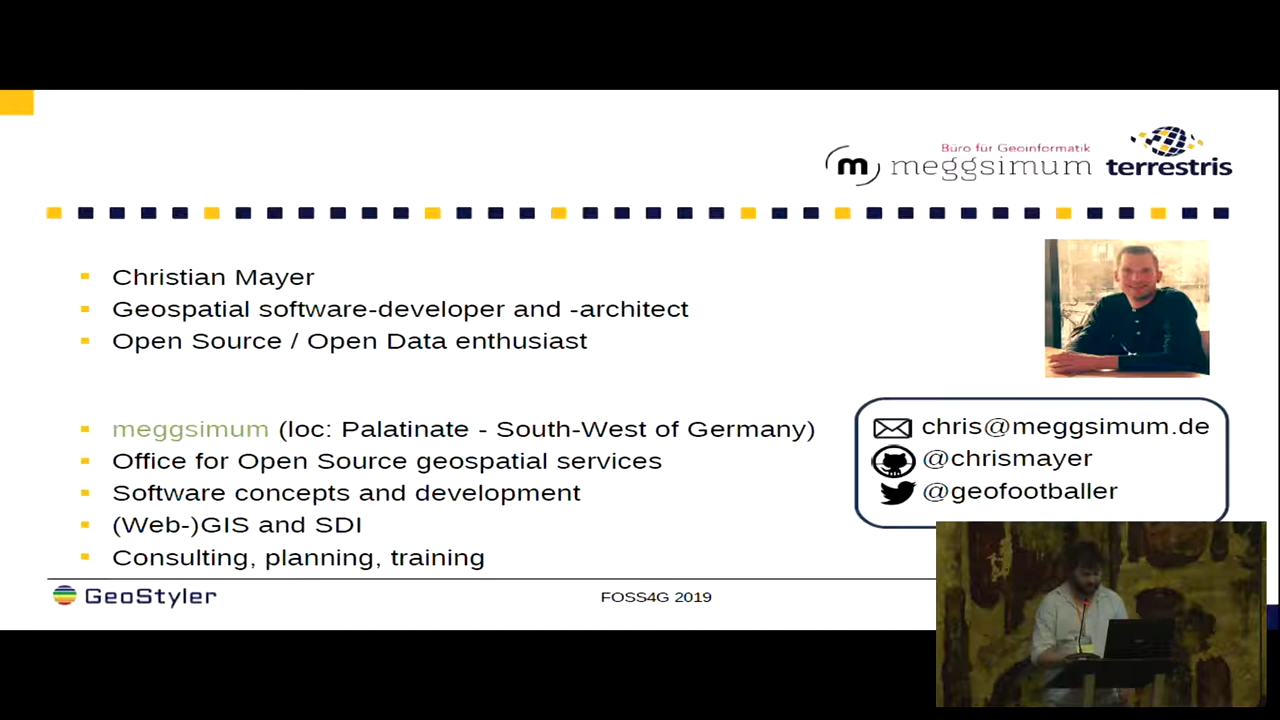 Büro für Geoinformatik
m meggsimum terrestris
Christian Mayer
Geospatial software-developer and -architect
Open Source / Open Data enthusiast
meggsimum (loc: Palatinate - South-West of Germany)
Office for Open Source geospatial services
Software concepts and development
(Web-)GIS and SDI
Consulting, planning, training
chris@meggsimum.de
@chrismayer
@geofootballer
GeoStyler
FOSS4G 2019